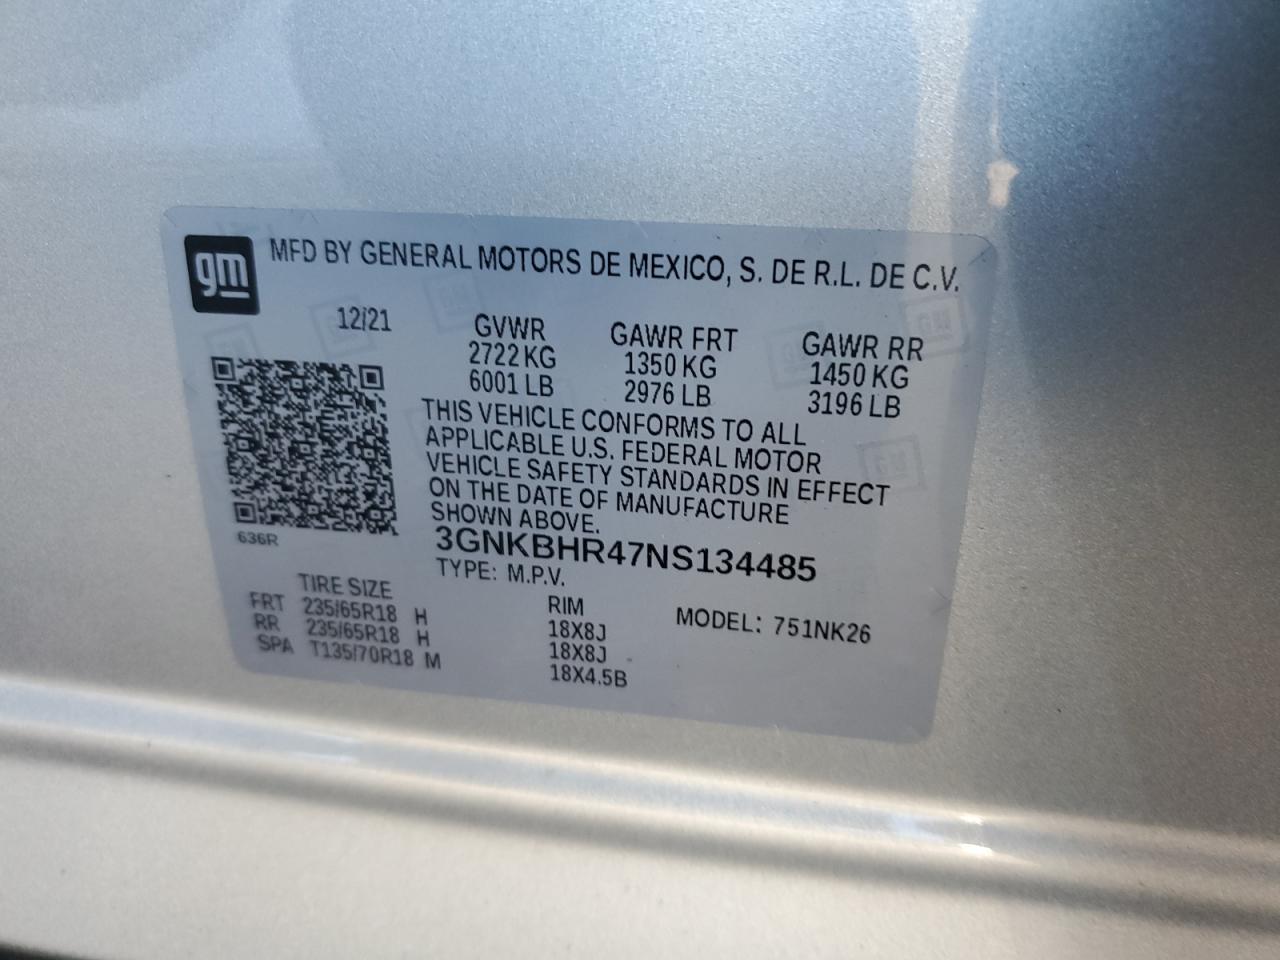 gm
MFD BY GENERAL MOTORS DE MEXICO, S. DE R.L. DE C.V.
12/21
GVWR GAWR FRT GAWR RR
2722 KG 1350 KG 1450 KG
6001 LB 2976 LB 3196 LB
THIS VEHICLE CONFORMS TO ALL
APPLICABLE U.S. FEDERAL MOTOR
VEHICLE SAFETY STANDARDS IN EFFECT
ON THE DATE OF MANUFACTURE
SHOWN ABOVE.
636R
3GNKBHR47NS134485
TYPE: M.P.V.
TIRE SIZE RIM MODEL: 751NK26
FRT 235/65R18 H 18X8J
RR 235/65R18 H 18X8J
SPA T135/70R18 M 18X4.5B